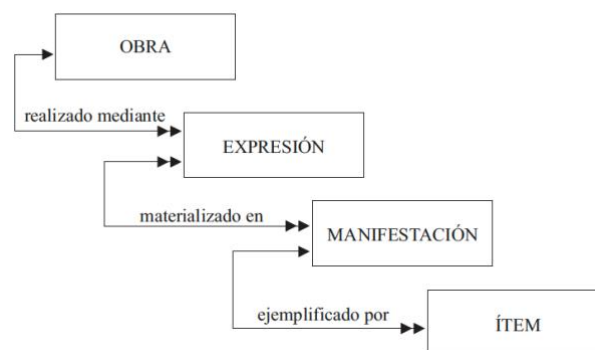 OBRA
realizado mediante
EXPRESIÓN
materializado en
MANIFESTACIÓN
ejemplificado por
ÍTEM